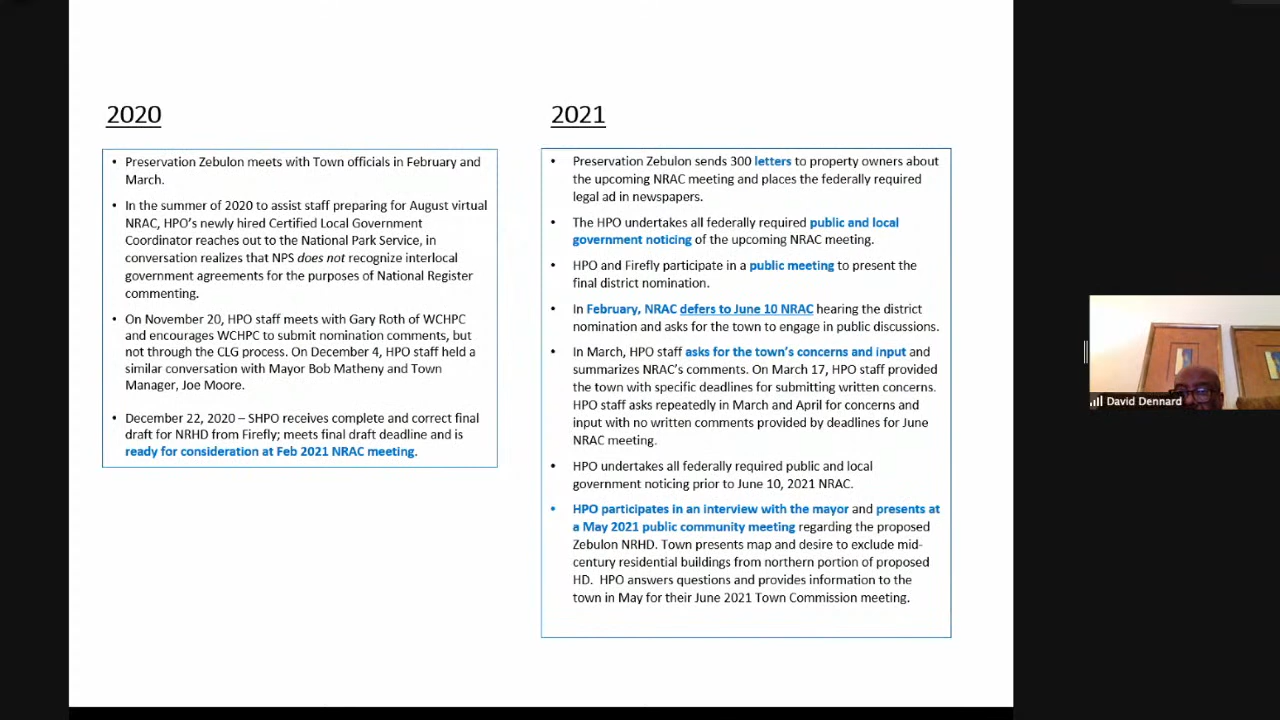 2020
• Preservation Zebulon meets with Town officials in February and
March.
• In the summer of 2020 to assist staff preparing for August virtual
NRAC, HPO's newly hired Certified Local Government
Coordinator reaches out to the National Park Service, in
conversation realizes that NPS does not recognize interlocal
government agreements for the purposes of National Register
commenting.
• On November 20, HPO staff meets with Gary Roth of WCHPC
and encourages WCHPC to submit nomination comments, but
not through the CLG process. On December 4, HPO staff held a
similar conversation with Mayor Bob Matheny and Town
Manager, Joe Moore.
• December 22, 2020 – SHPO receives complete and correct final
draft for NRHD from Firefly; meets final draft deadline and is
ready for consideration at Feb 2021 NRAC meeting.
2021
• Preservation Zebulon sends 300 letters to property owners about
the upcoming NRAC meeting and places the federally required
legal ad in newspapers.
• The HPO undertakes all federally required public and local
government noticing of the upcoming NRAC meeting.
• HPO and Firefly participate in a public meeting to present the
final district nomination.
• In February, NRAC defers to June 10 NRAC hearing the district
nomination and asks for the town to engage in public discussions.
• In March, HPO staff asks for the town's concerns and input and
summarizes NRAC's comments. On March 17, HPO staff provided
the town with specific deadlines for submitting written concerns.
HPO staff asks repeatedly in March and April for concerns and
input with no written comments provided by deadlines for June
NRAC meeting.
• HPO undertakes all federally required public and local
government noticing prior to June 10, 2021 NRAC.
• HPO participates in an interview with the mayor and presents at
a May 2021 public community meeting regarding the proposed
Zebulon NRHD. Town presents map and desire to exclude mid-
century residential buildings from northern portion of proposed
HD. HPO answers questions and provides information to the
town in May for their June 2021 Town Commission meeting.
David Dennard